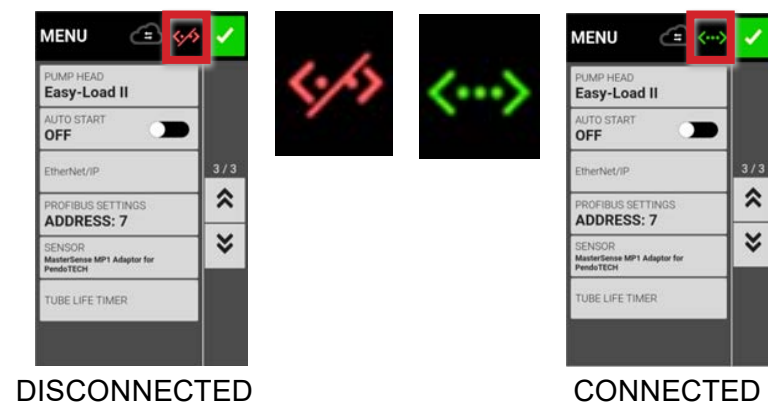 MENU
PUMP HEAD
Easy-Load II
AUTO START
OFF
EtherNet/IP
3 / 3
PROFIBUS SETTINGS
ADDRESS: 7
SENSOR
MasterSense MP1 Adaptor for
PendoTECH
TUBE LIFE TIMER
DISCONNECTED
MENU
PUMP HEAD
Easy-Load II
AUTO START
OFF
EtherNet/IP
3 / 3
PROFIBUS SETTINGS
ADDRESS: 7
SENSOR
MasterSense MP1 Adaptor for
PendoTECH
TUBE LIFE TIMER
CONNECTED